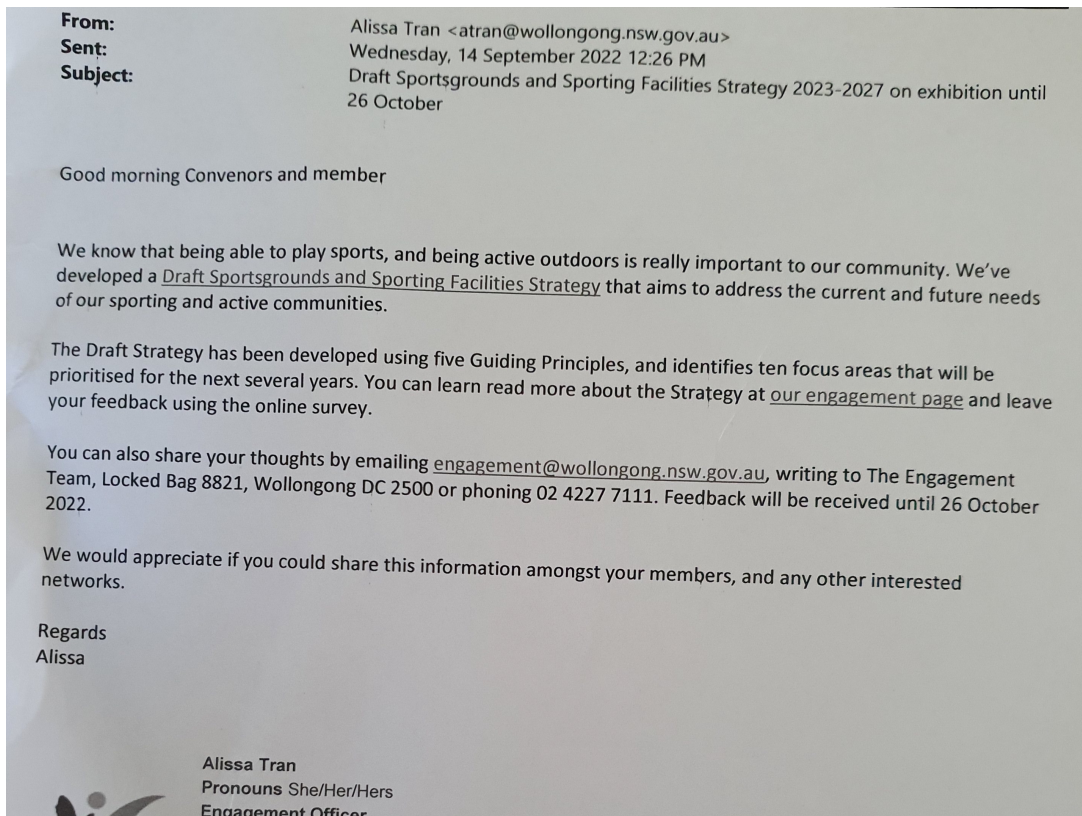 From: Alissa Tran <atran@wollongong.nsw.gov.au>
Sent: Wednesday, 14 September 2022 12:26 PM
Subject: Draft Sportsgrounds and Sporting Facilities Strategy 2023-2027 on exhibition until
26 October
Good morning Convenors and member
We know that being able to play sports, and being active outdoors is really important to our community. We've
developed a Draft Sportsgrounds and Sporting Facilities Strategy that aims to address the current and future needs
of our sporting and active communities.
The Draft Strategy has been developed using five Guiding Principles, and identifies ten focus areas that will be
prioritised for the next several years. You can learn read more about the Strategy at our engagement page and leave
your feedback using the online survey.
You can also share your thoughts by emailing engagement@wollongong.nsw.gov.au, writing to The Engagement
Team, Locked Bag 8821, Wollongong DC 2500 or phoning 02 4227 7111. Feedback will be received until 26 October
2022.
We would appreciate if you could share this information amongst your members, and any other interested
networks.
Regards
Alissa
Alissa Tran
Pronouns She/Her/Hers
Engagement Officer